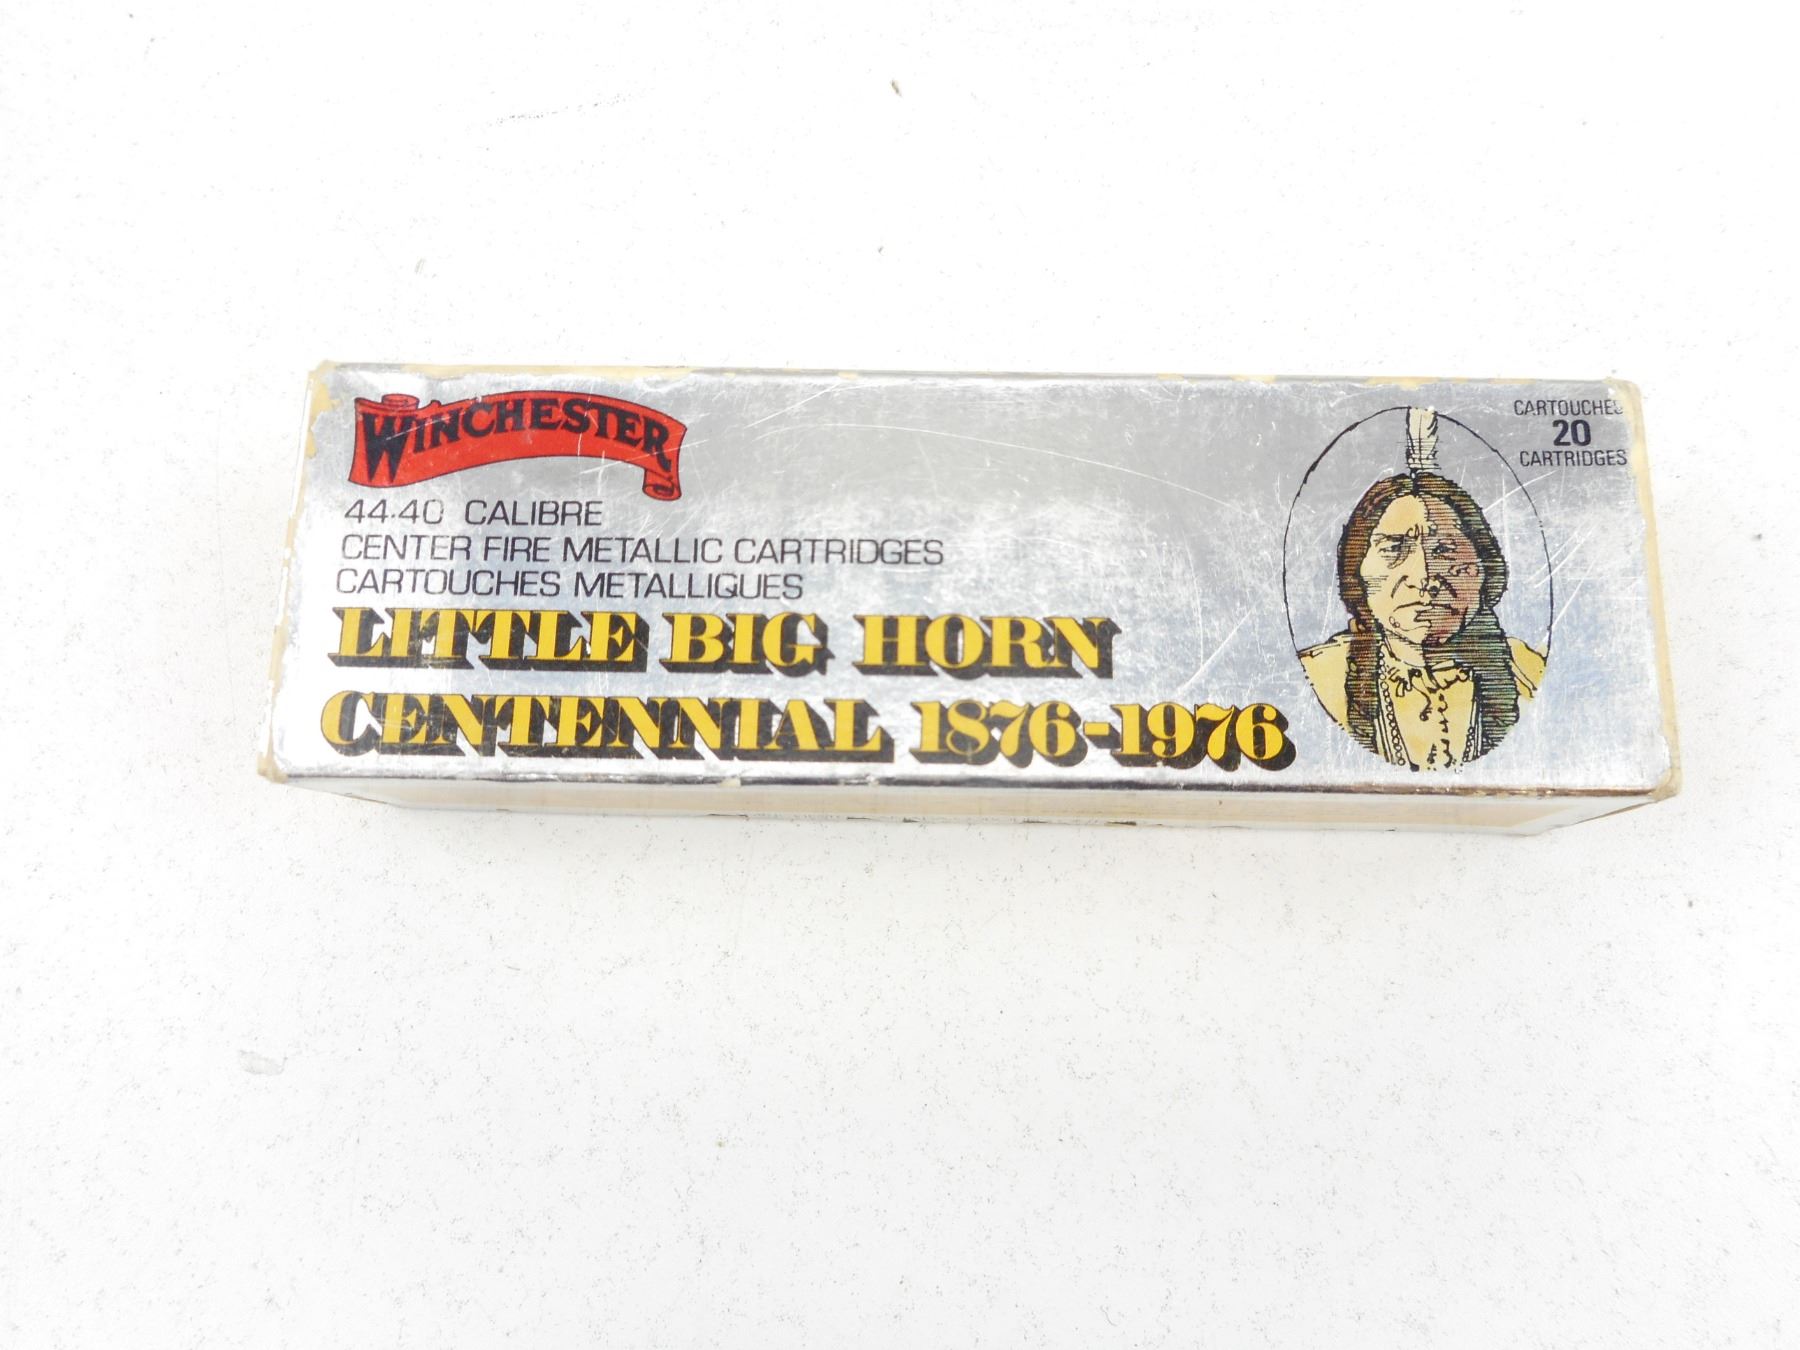 WINCHESTER
44-40 CALIBRE
CENTER FIRE METALLIC CARTRIDGES
CARTOUCHES METALLIQUES
LITTLE BIG HORN
CENTENNIAL 1876-1976
CARTOUCHES
20
CARTRIDGES